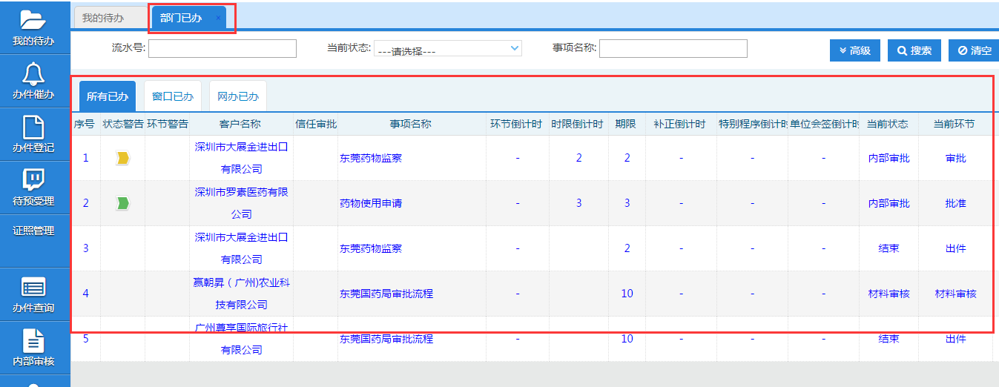 我的待办
部门已办 ×
流水号:
当前状态: ---请选择---
事项名称:
高级
搜索
清空
我的待办
办件催办
办件登记
待预受理
证照管理
办件查询
内部审核
所有已办 窗口已办 网办已办
序号 状态警告 环节警告 客户名称 信任审批 事项名称 环节倒计时 时限倒计时 期限 补正倒计时 特别程序倒计时 单位会签倒计时 当前状态 当前环节
1 深圳市大展金进出口有限公司 东莞药物监察 - 2 2 - - - 内部审批 审批
2 深圳市罗素医药有限公司 药物使用申请 - 3 3 - - - 内部审批 批准
3 深圳市大展金进出口有限公司 东莞药物监察 - 2 - - - 结束 出件
4 赢朝昇（广州)农业科技有限公司 东莞国药局审批流程 - 10 - - - 材料审核 材料审核
5 广州尊享国际旅行社有限公司 东莞国药局审批流程 - 10 - - - 结束 出件